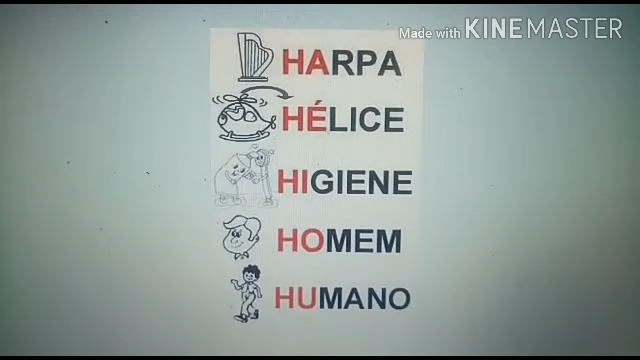 Made with KINEMASTER
HARPA
HÉLICE
HIGIENE
HOMEM
HUMANO